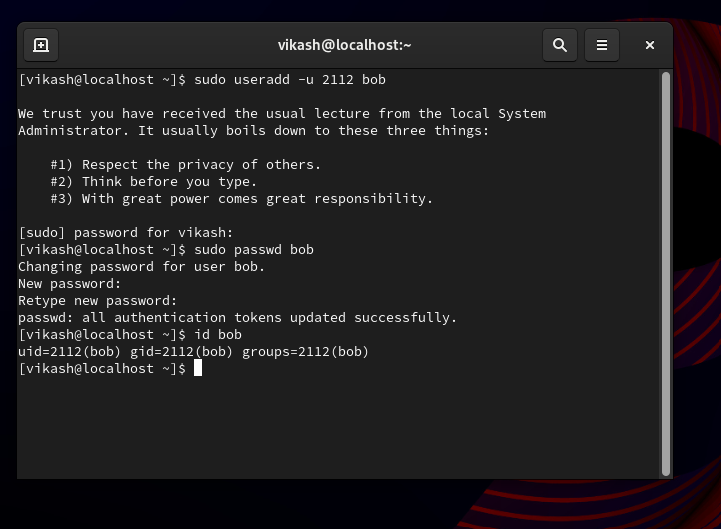 vikash@localhost:~
[vikash@localhost ~]$ sudo useradd -u 2112 bob
We trust you have received the usual lecture from the local System
Administrator. It usually boils down to these three things:
#1) Respect the privacy of others.
#2) Think before you type.
#3) With great power comes great responsibility.
[sudo] password for vikash:
[vikash@localhost ~]$ sudo passwd bob
Changing password for user bob.
New password:
Retype new password:
passwd: all authentication tokens updated successfully.
[vikash@localhost ~]$ id bob
uid=2112(bob) gid=2112(bob) groups=2112(bob)
[vikash@localhost ~]$